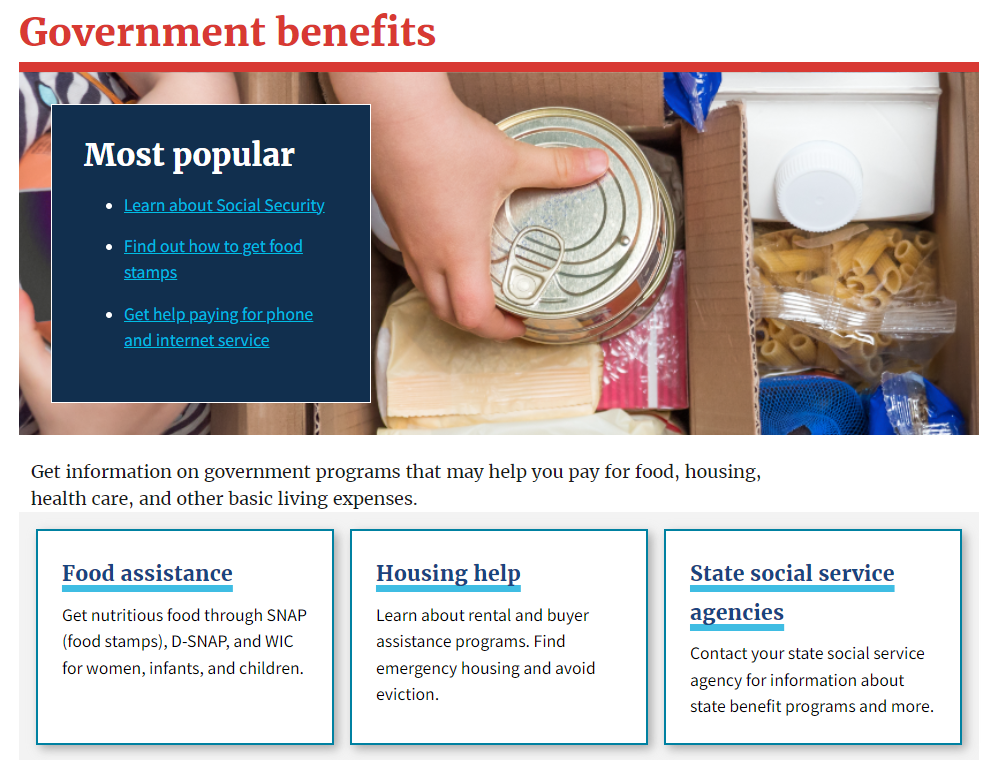 Government benefits
Most popular
Learn about Social Security
Find out how to get food
stamps
Get help paying for phone
and internet service
Get information on government programs that may help you pay for food, housing,
health care, and other basic living expenses.
Food assistance
Get nutritious food through SNAP
(food stamps), D-SNAP, and WIC
for women, infants, and children.
Housing help
Learn about rental and buyer
assistance programs. Find
emergency housing and avoid
eviction.
State social service
agencies
Contact your state social service
agency for information about
state benefit programs and more.